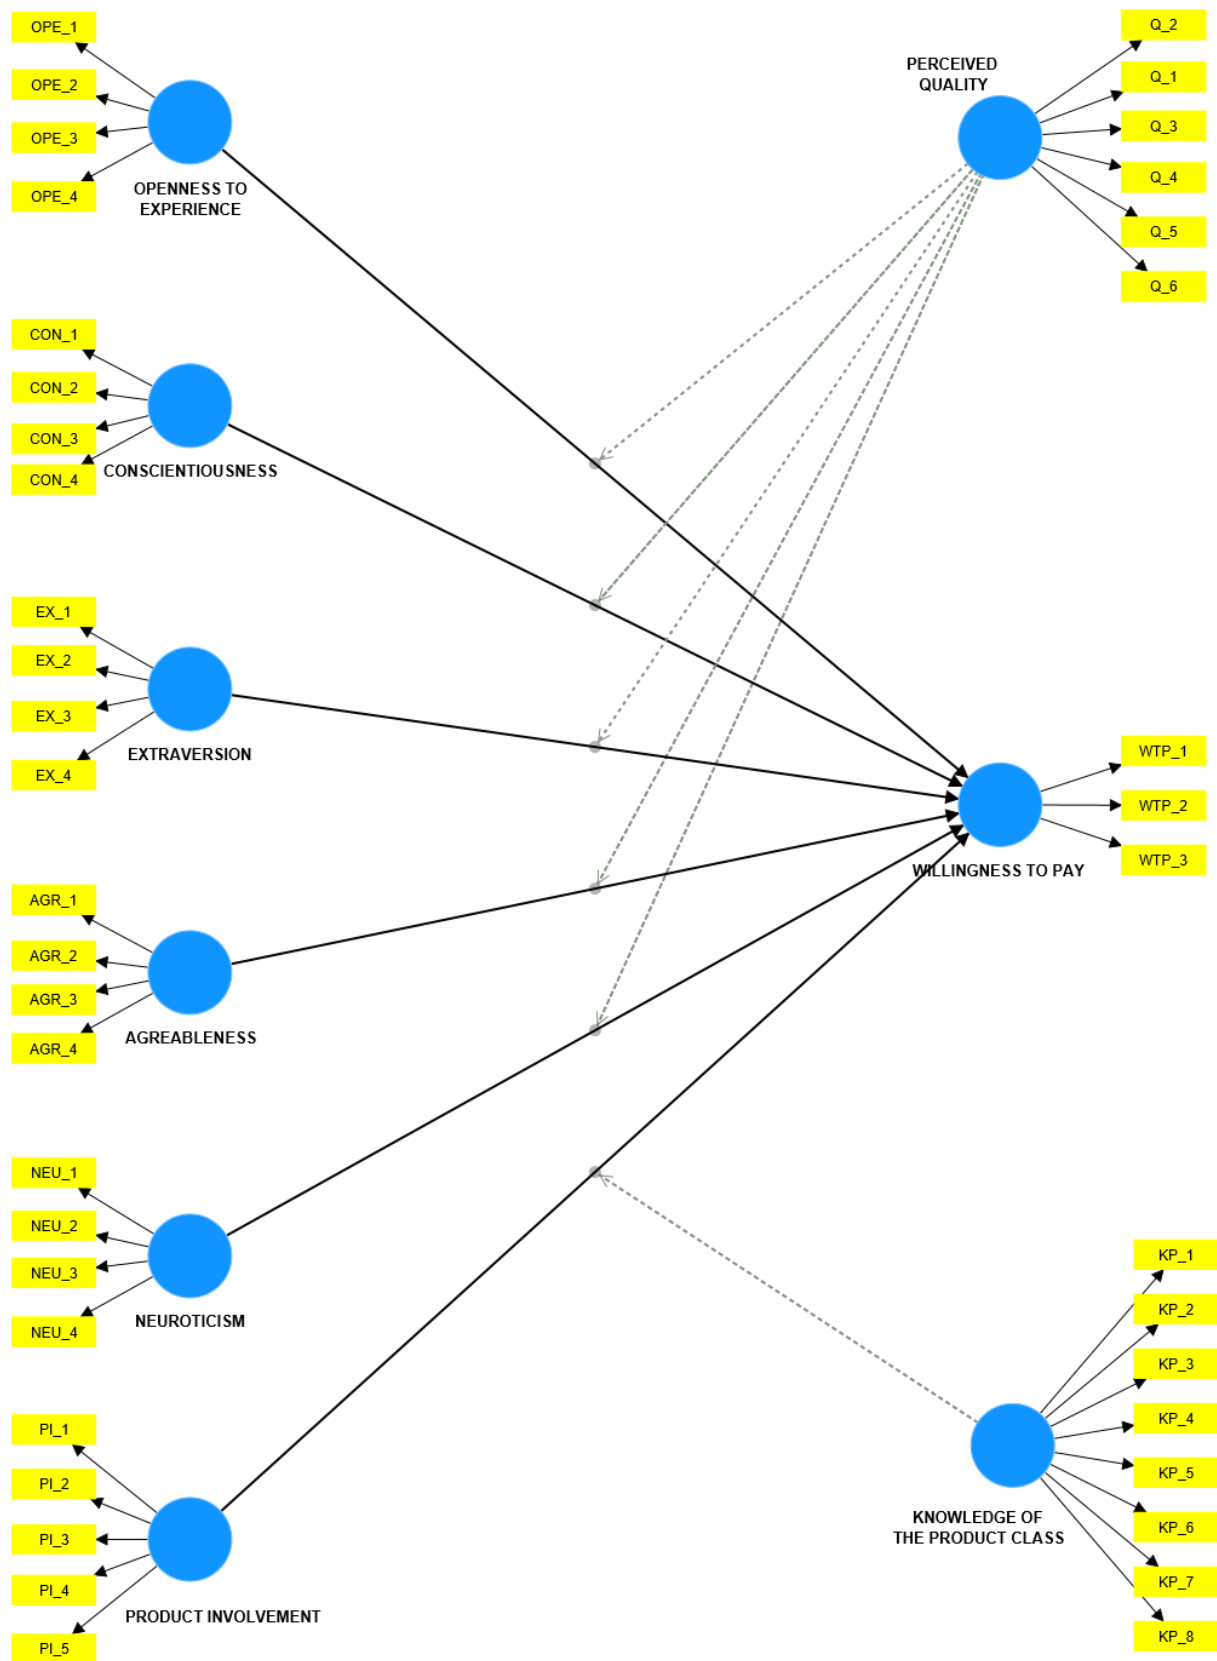 OPE_1
OPE_2
OPE_3
OPE_4
OPENNESS TO
EXPERIENCE
PERCEIVED
QUALITY
Q_2
Q_1
Q_3
Q_4
Q_5
Q_6
CON_1
CON_2
CON_3
CON_4
CONSCIENTIOUSNESS
EX_1
EX_2
EX_3
EX_4
EXTRAVERSION
WTP_1
WTP_2
WTP_3
WILLINGNESS TO PAY
AGR_1
AGR_2
AGR_3
AGR_4
AGREABLENESS
NEU_1
NEU_2
NEU_3
NEU_4
NEUROTICISM
KP_1
KP_2
KP_3
KP_4
KP_5
KP_6
KP_7
KP_8
KNOWLEDGE OF
THE PRODUCT CLASS
PI_1
PI_2
PI_3
PI_4
PI_5
PRODUCT INVOLVEMENT